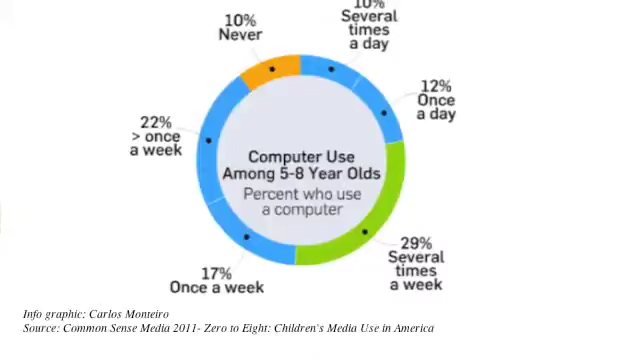 10%
Never
10%
Several
times
a day
12%
Once
a day
22%
> once
a week
Computer Use
Among 5-8 Year Olds
Percent who use
a computer
29%
Several
times
a week
17%
Once a week
Info graphic: Carlos Monteiro
Source: Common Sense Media 2011- Zero to Eight: Children's Media Use in America